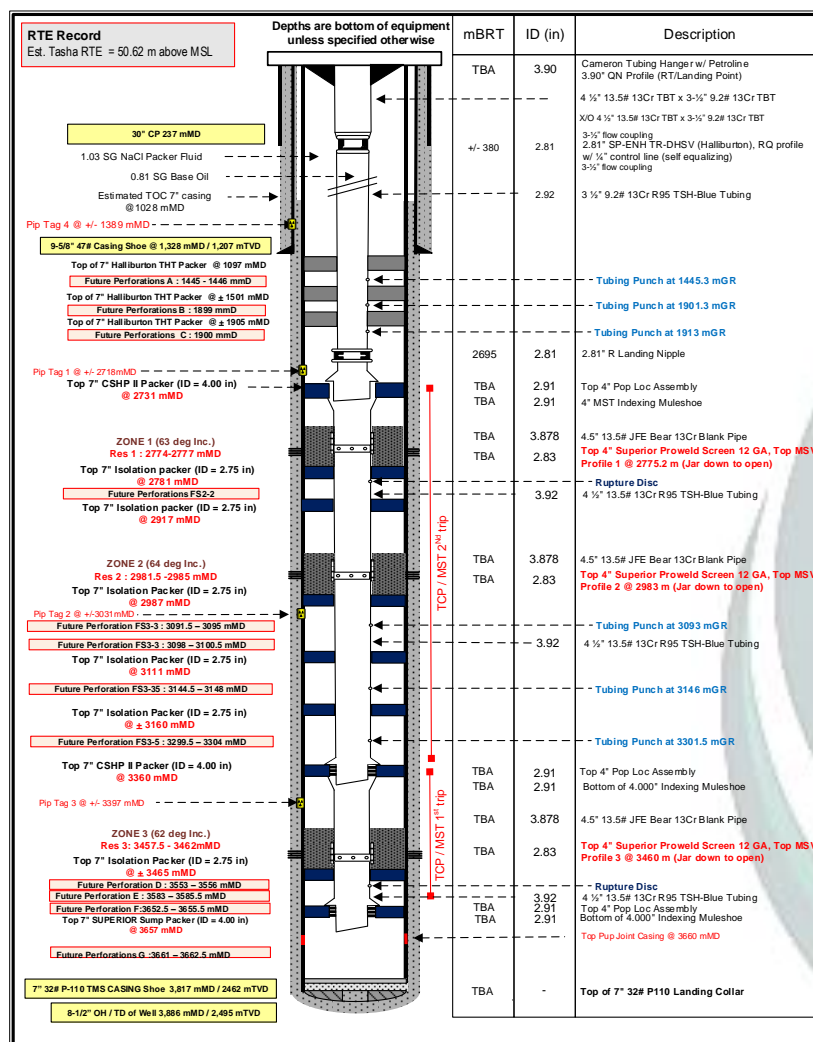 RTE Record
Est. Tasha RTE = 50.62 m above MSL
Depths are bottom of equipment
unless specified otherwise
mBRT
ID (in)
Description
TBA
3.90
Cameron Tubing Hanger w/ Petroline
3.90" QN Profile (RT/Landing Point)
4 ½" 13.5# 13Cr TBT x 3-½" 9.2# 13Cr TBT
30" CP 237 mMD
1.03 SG NaCl Packer Fluid
0.81 SG Base Oil
Estimated TOC 7" casing
@1028 mMD
Pip Tag 4 @ +/- 1389 mMD
9-5/8" 47# Casing Shoe @ 1,328 mMD / 1,207 mTVD
X/O 4 ½" 13.5# 13Cr TBT x 3-½" 9.2# 13Cr TBT
3-½" flow coupling
+/- 380
2.81
2.81" SP-ENH TR-DHSV (Halliburton), RQ profile
w/ ¼" control line (self equalizing)
3-½" flow coupling
2.92
3 ½" 9.2# 13Cr R95 TSH-Blue Tubing
Top of 7" Halliburton THT Packer @ 1097 mMD
Future Perforations A : 1445 - 1446 mmD
Tubing Punch at 1445.3 mGR
Top of 7" Halliburton THT Packer @ ± 1501 mMD
Future Perforations B : 1899 mmD
Tubing Punch at 1901.3 mGR
Top of 7" Halliburton THT Packer @ ± 1905 mMD
Future Perforations C : 1900 mmD
Tubing Punch at 1913 mGR
2695
2.81
2.81" R Landing Nipple
Pip Tag 1 @ +/- 2718mMD
Top 7" CSHP II Packer (ID = 4.00 in)
@ 2731 mMD
TBA
2.91
Top 4" Pop Loc Assembly
TBA
2.91
4" MST Indexing Muleshoe
ZONE 1 (63 deg Inc.)
Res 1 : 2774-2777 mMD
TBA
3.878
4.5" 13.5# JFE Bear 13Cr Blank Pipe
TBA
2.83
Top 4" Superior Proweld Screen 12 GA, Top MSV
Profile 1 @ 2775.2 m (Jar down to open)
Top 7" Isolation packer (ID = 2.75 in)
@ 2781 mMD
Rupture Disc
Future Perforations FS2-2
3.92
4 ½" 13.5# 13Cr R95 TSH-Blue Tubing
Top 7" Isolation packer (ID = 2.75 in)
@ 2917 mMD
TCP / MST 2nd trip
ZONE 2 (64 deg Inc.)
Res 2 : 2981.5 -2985 mMD
TBA
3.878
4.5" 13.5# JFE Bear 13Cr Blank Pipe
TBA
2.83
Top 4" Superior Proweld Screen 12 GA, Top MSV
Profile 2 @ 2983 m (Jar down to open)
Top 7" Isolation Packer (ID = 2.75 in)
@ 2987 mMD
Pip Tag 2 @ +/-3031mMD
Future Perforation FS3-3 : 3091.5 – 3095 mMD
Tubing Punch at 3093 mGR
Future Perforation FS3-3 : 3098 – 3100.5 mMD
3.92
4 ½" 13.5# 13Cr R95 TSH-Blue Tubing
Top 7" Isolation Packer (ID = 2.75 in)
@ 3111 mMD
Future Perforation FS3-35 : 3144.5 – 3148 mMD
Tubing Punch at 3146 mGR
Top 7" Isolation Packer (ID = 2.75 in)
@ ± 3160 mMD
Future Perforation FS3-5 : 3299.5 – 3304 mMD
Tubing Punch at 3301.5 mGR
Top 7" CSHP II Packer (ID = 4.00 in)
@ 3360 mMD
TBA
2.91
Top 4" Pop Loc Assembly
TBA
2.91
Bottom of 4.000" Indexing Muleshoe
Pip Tag 3 @ +/- 3397 mMD
TCP / MST 1st trip
TBA
3.878
4.5" 13.5# JFE Bear 13Cr Blank Pipe
ZONE 3 (62 deg Inc.)
Res 3: 3457.5 - 3462mMD
TBA
2.83
Top 4" Superior Proweld Screen 12 GA, Top MSV
Profile 3 @ 3460 m (Jar down to open)
Top 7" Isolation Packer (ID = 2.75 in)
@ ± 3465 mMD
Future Perforation D : 3553 – 3556 mMD
Rupture Disc
Future Perforation E : 3583 – 3585.5 mMD
3.92
4 ½" 13.5# 13Cr R95 TSH-Blue Tubing
Future Perforation F:3652.5 – 3655.5 mMD
TBA
2.91
Top 4" Pop Loc Assembly
Top 7" SUPERIOR Sump Packer (ID = 4.00 in)
@ 3657 mMD
TBA
2.91
Bottom of 4.000" Indexing Muleshoe
Top Pup Joint Casing @ 3660 mMD
Future Perforations G :3661 – 3662.5 mMD
7" 32# P-110 TMS CASING Shoe 3,817 mMD / 2462 mTVD
TBA
-
Top of 7" 32# P110 Landing Collar
8-1/2" OH / TD of Well 3,886 mMD / 2,495 mTVD